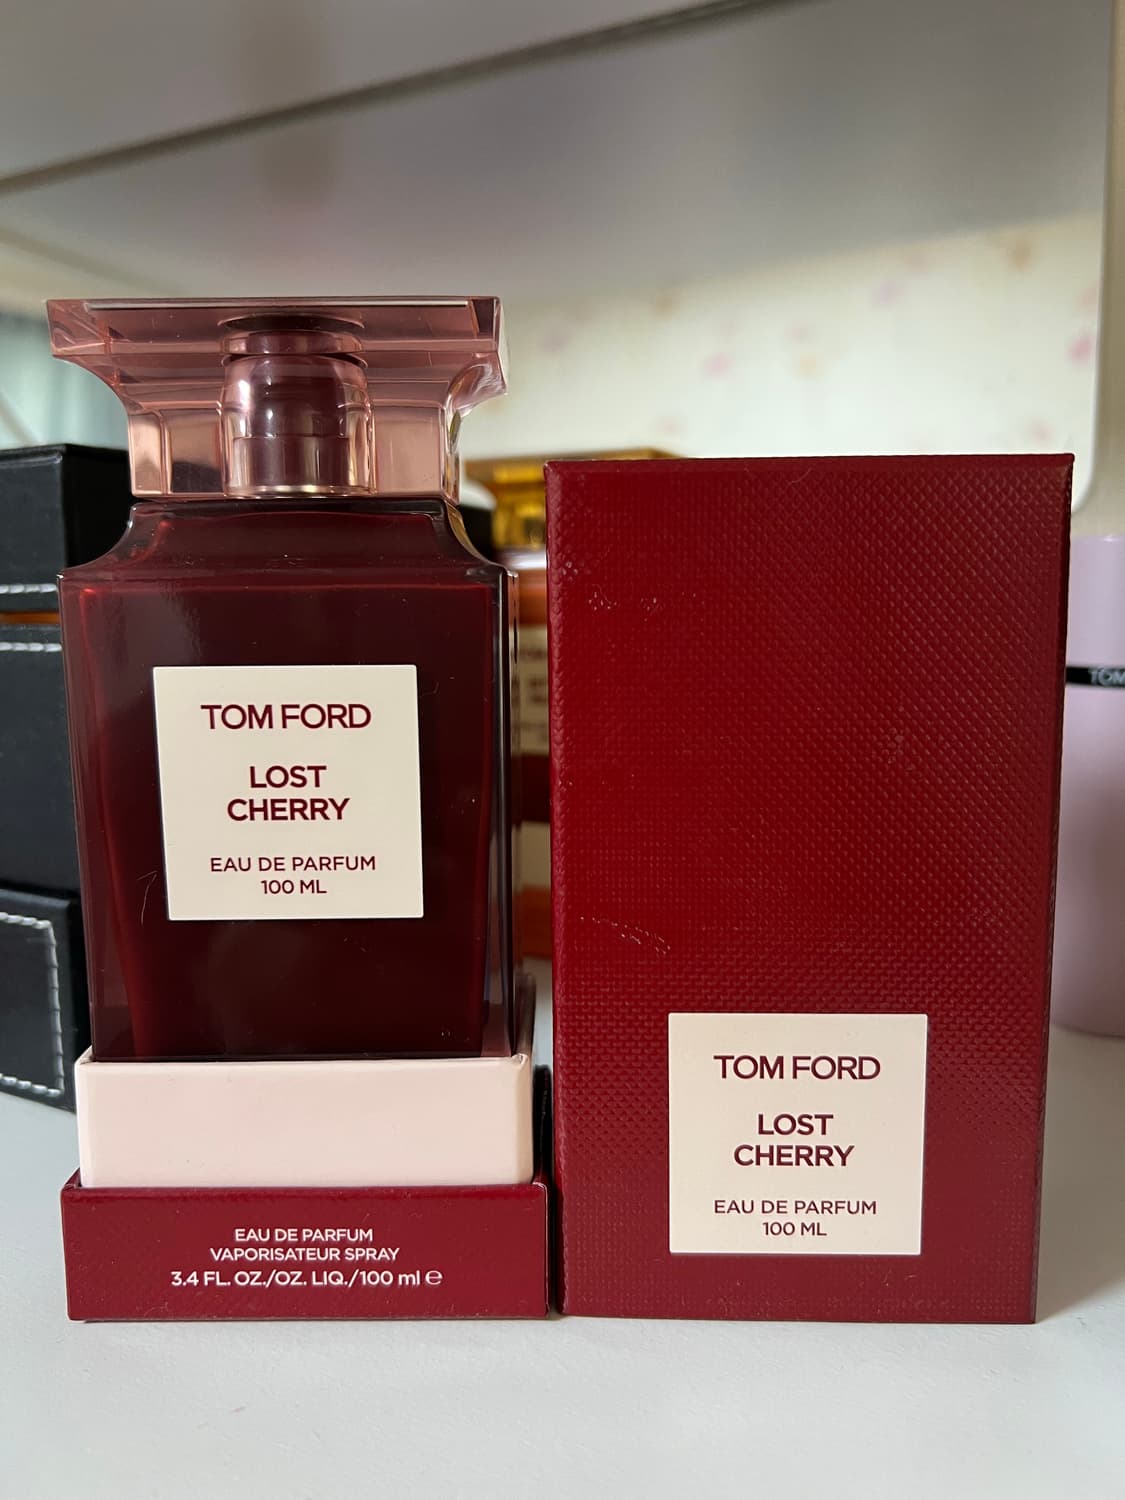 TOM FORD
LOST
CHERRY
EAU DE PARFUM
100 ML
EAU DE PARFUM
VAPORISATEUR SPRAY
3.4 FL. OZ./OZ. LIQ./100 ml ℮
TOM FORD
LOST
CHERRY
EAU DE PARFUM
100 ML
TOM